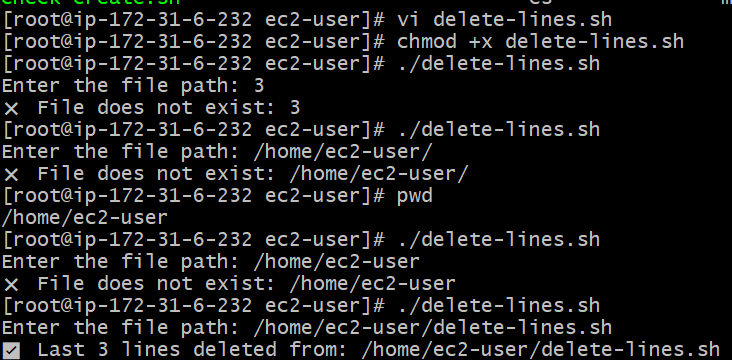 check-create.sh
[root@ip-172-31-6-232 ec2-user]# vi delete-lines.sh
[root@ip-172-31-6-232 ec2-user]# chmod +x delete-lines.sh
[root@ip-172-31-6-232 ec2-user]# ./delete-lines.sh
Enter the file path: 3
❌ File does not exist: 3
[root@ip-172-31-6-232 ec2-user]# ./delete-lines.sh
Enter the file path: /home/ec2-user/
❌ File does not exist: /home/ec2-user/
[root@ip-172-31-6-232 ec2-user]# pwd
/home/ec2-user
[root@ip-172-31-6-232 ec2-user]# ./delete-lines.sh
Enter the file path: /home/ec2-user
❌ File does not exist: /home/ec2-user
[root@ip-172-31-6-232 ec2-user]# ./delete-lines.sh
Enter the file path: /home/ec2-user/delete-lines.sh
✅ Last 3 lines deleted from: /home/ec2-user/delete-lines.sh